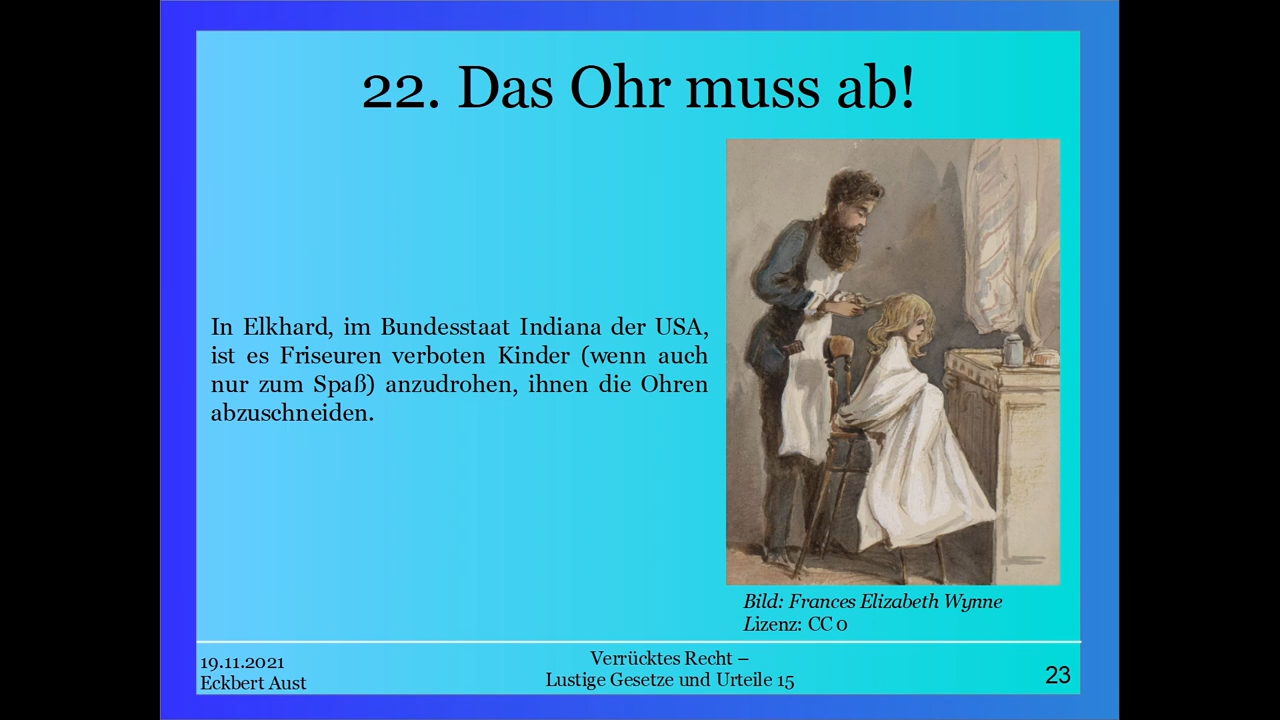 22. Das Ohr muss ab!
In Elkhard, im Bundesstaat Indiana der USA,
ist es Friseuren verboten Kinder (wenn auch
nur zum Spaß) anzudrohen, ihnen die Ohren
abzuschneiden.
Bild: Frances Elizabeth Wynne
Lizenz: CC 0
19.11.2021
Eckbert Aust
Verrücktes Recht –
Lustige Gesetze und Urteile 15
23